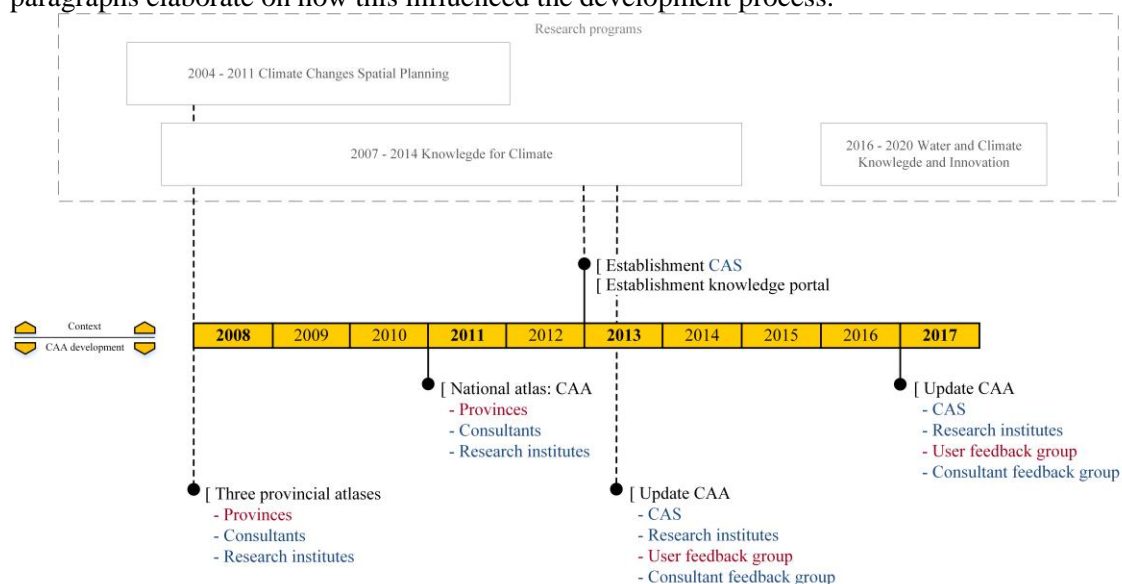 paragraphs elaborate on how this influenced the development process.
Research programs
2004 - 2011 Climate Changes Spatial Planning
2007 - 2014 Knowlegde for Climate
2016 - 2020 Water and Climate
Knowlegde and Innovation
[ Establishment CAS
[ Establishment knowledge portal
Context
CAA development
2008 2009 2010 2011 2012 2013 2014 2015 2016 2017
[ National atlas: CAA
- Provinces
- Consultants
- Research institutes
[ Update CAA
- CAS
- Research institutes
- User feedback group
- Consultant feedback group
[ Three provincial atlases
- Provinces
- Consultants
- Research institutes
[ Update CAA
- CAS
- Research institutes
- User feedback group
- Consultant feedback group